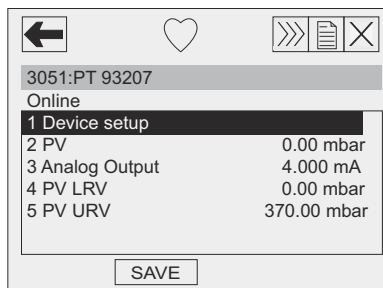 3051:PT 93207
Online
1 Device setup
2 PV 0.00 mbar
3 Analog Output 4.000 mA
4 PV LRV 0.00 mbar
5 PV URV 370.00 mbar
SAVE